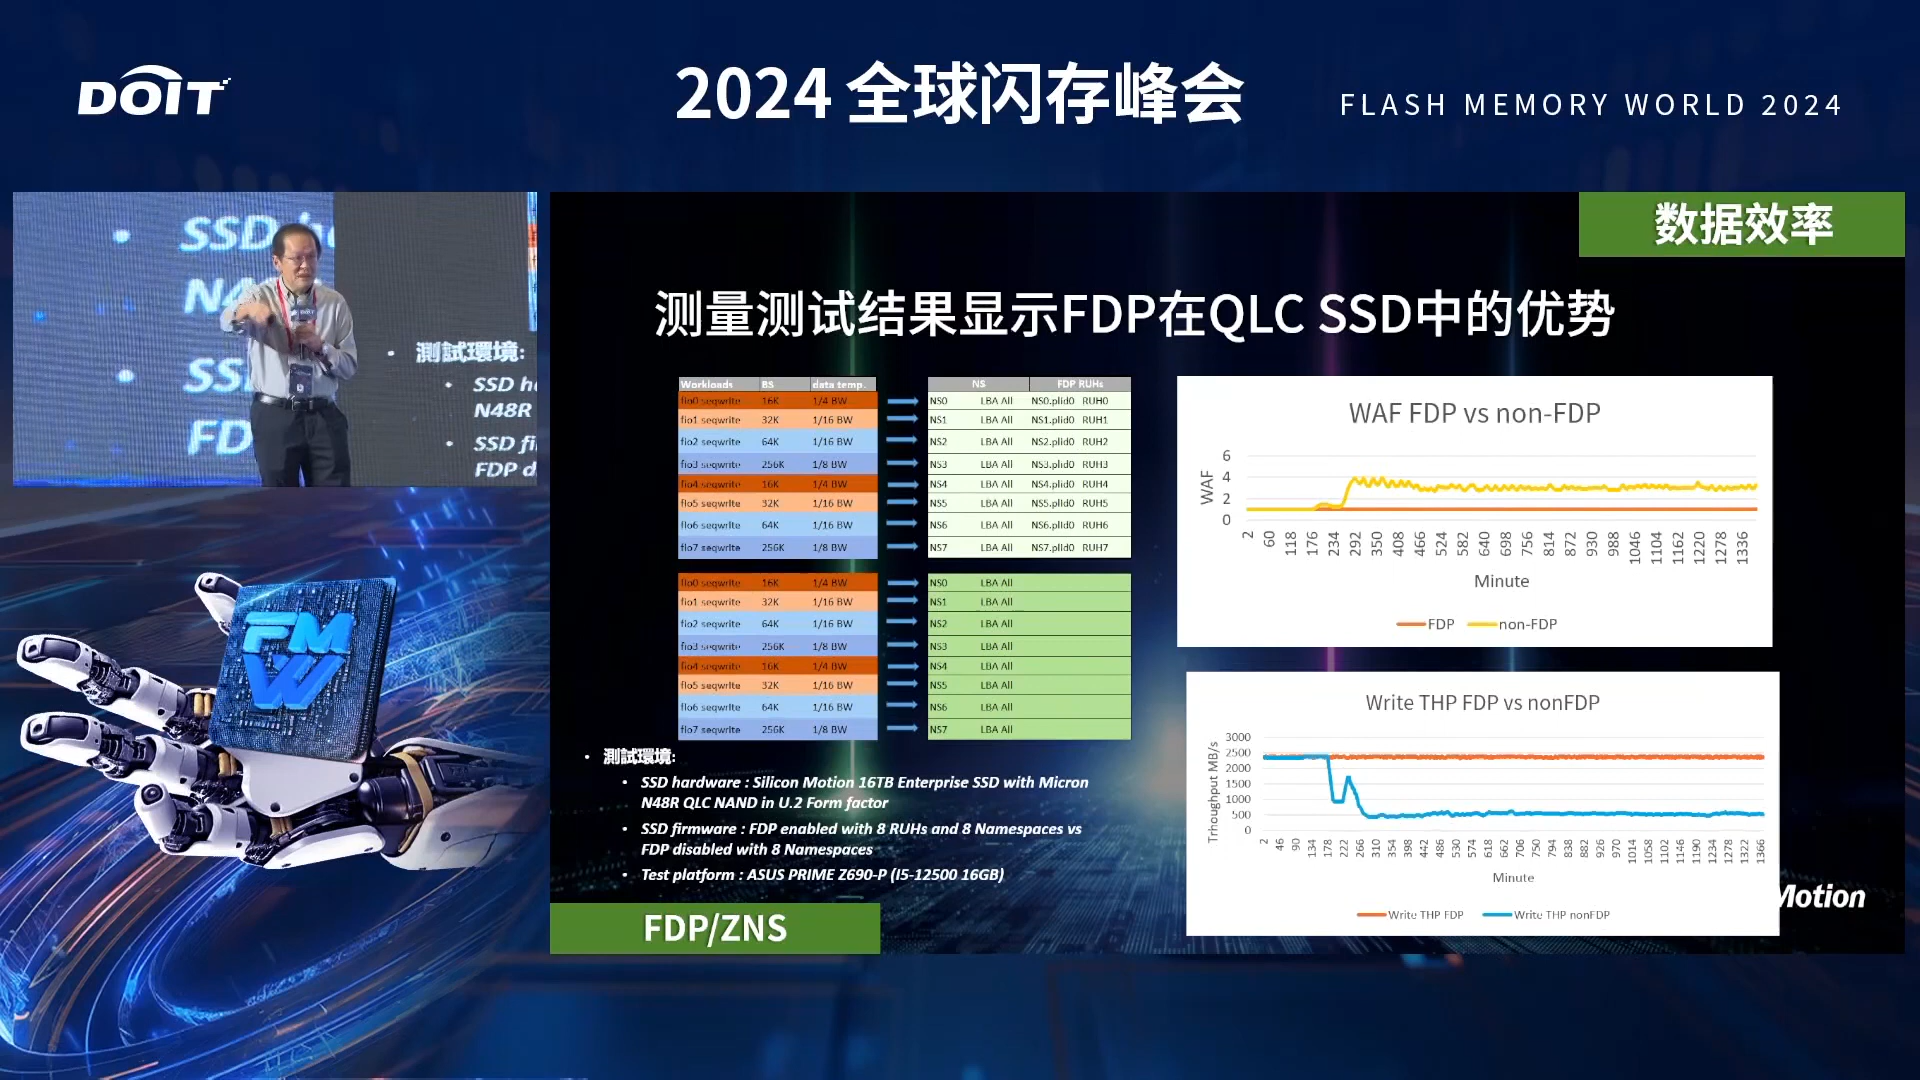 DOIT
2024 全球闪存峰会
FLASH MEMORY WORLD 2024
SSD
N4
SS
FD
測試環境:
SSD h
N48R
SSD fi
FDP d
FMW
数据效率
测量测试结果显示FDP在QLC SSD中的优势
Workloads BS data temp. NS FDP RUHs
fio0 seqwrite 16K 1/4 BW NS0 LBA All NS0.plid0 RUH0
fio1 seqwrite 32K 1/16 BW NS1 LBA All NS1.plid0 RUH1
fio2 seqwrite 64K 1/16 BW NS2 LBA All NS2.plid0 RUH2
fio3 seqwrite 256K 1/8 BW NS3 LBA All NS3.plid0 RUH3
fio4 seqwrite 16K 1/4 BW NS4 LBA All NS4.plid0 RUH4
fio5 seqwrite 32K 1/16 BW NS5 LBA All NS5.plid0 RUH5
fio6 seqwrite 64K 1/16 BW NS6 LBA All NS6.plid0 RUH6
fio7 seqwrite 256K 1/8 BW NS7 LBA All NS7.plid0 RUH7
fio0 seqwrite 16K 1/4 BW NS0 LBA All
fio1 seqwrite 32K 1/16 BW NS1 LBA All
fio2 seqwrite 64K 1/16 BW NS2 LBA All
fio3 seqwrite 256K 1/8 BW NS3 LBA All
fio4 seqwrite 16K 1/4 BW NS4 LBA All
fio5 seqwrite 32K 1/16 BW NS5 LBA All
fio6 seqwrite 64K 1/16 BW NS6 LBA All
fio7 seqwrite 256K 1/8 BW NS7 LBA All
測試環境:
SSD hardware : Silicon Motion 16TB Enterprise SSD with Micron
N48R QLC NAND in U.2 Form factor
SSD firmware : FDP enabled with 8 RUHs and 8 Namespaces vs
FDP disabled with 8 Namespaces
Test platform : ASUS PRIME Z690-P (I5-12500 16GB)
FDP/ZNS
WAF FDP vs non-FDP
WAF
6
4
2
0
2 60 118 176 234 292 350 408 466 524 582 640 698 756 814 872 930 988 1046 1104 1162 1220 1278 1336
Minute
FDP non-FDP
Write THP FDP vs nonFDP
Trhoughput MB/s
3000
2500
2000
1500
1000
500
0
2 46 90 134 178 222 266 310 354 398 442 486 530 574 618 662 706 750 794 838 882 926 970 1014 1058 1102 1146 1190 1234 1278 1322 1366
Minute
Write THP FDP Write THP nonFDP
Motion